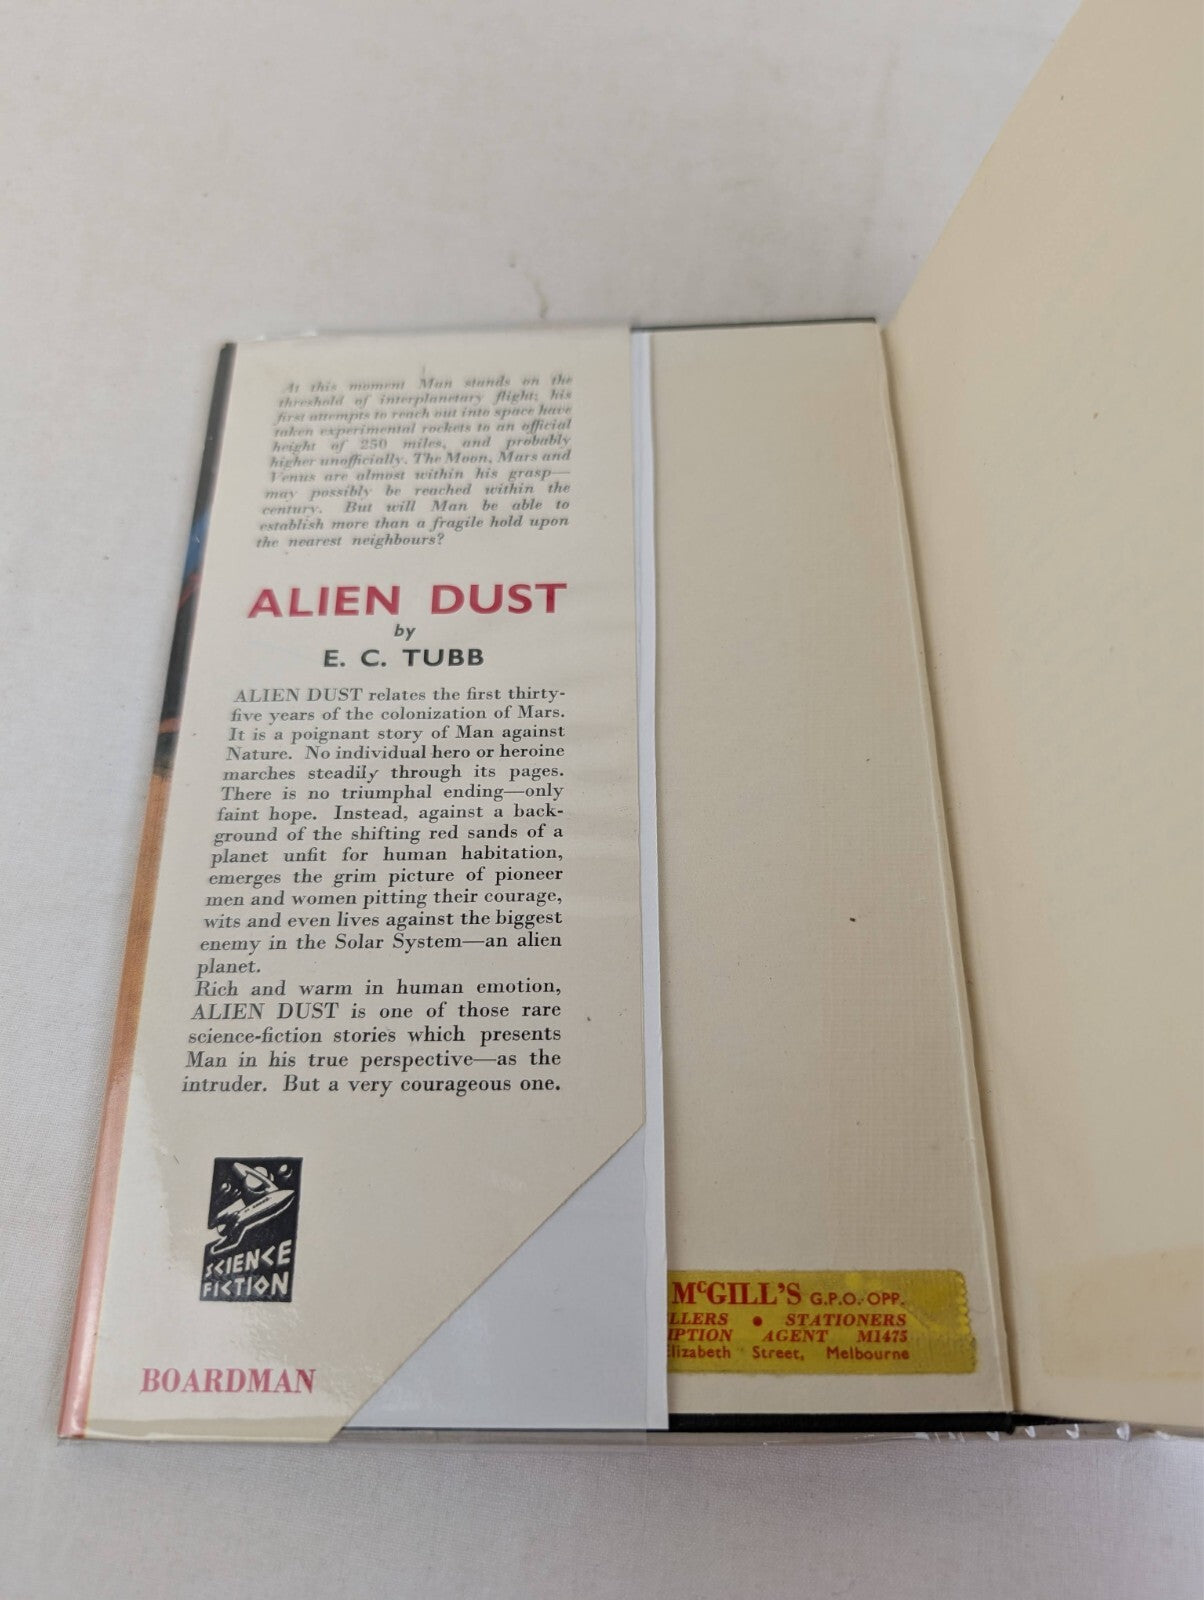 At this moment Man stands on the
threshold of interplanetary flight; his
first attempts to reach out into space have
taken experimental rockets to an official
height of 250 miles, and probably
higher unofficially. The Moon, Mars and
Venus are almost within his grasp—
may possibly be reached within the
century. But will Man be able to
establish more than a fragile hold upon
the nearest neighbours?
ALIEN DUST
by
E. C. TUBB
ALIEN DUST relates the first thirty-
five years of the colonization of Mars.
It is a poignant story of Man against
Nature. No individual hero or heroine
marches steadily through its pages.
There is no triumphal ending—only
faint hope. Instead, against a back-
ground of the shifting red sands of a
planet unfit for human habitation,
emerges the grim picture of pioneer
men and women pitting their courage,
wits and even lives against the biggest
enemy in the Solar System—an alien
planet.
Rich and warm in human emotion,
ALIEN DUST is one of those rare
science-fiction stories which presents
Man in his true perspective—as the
intruder. But a very courageous one.
SCIENCE
FICTION
BOARDMAN
McGILL'S G.P.O. OPP.
LLERS • STATIONERS
IPTION AGENT M1475
Elizabeth Street, Melbourne